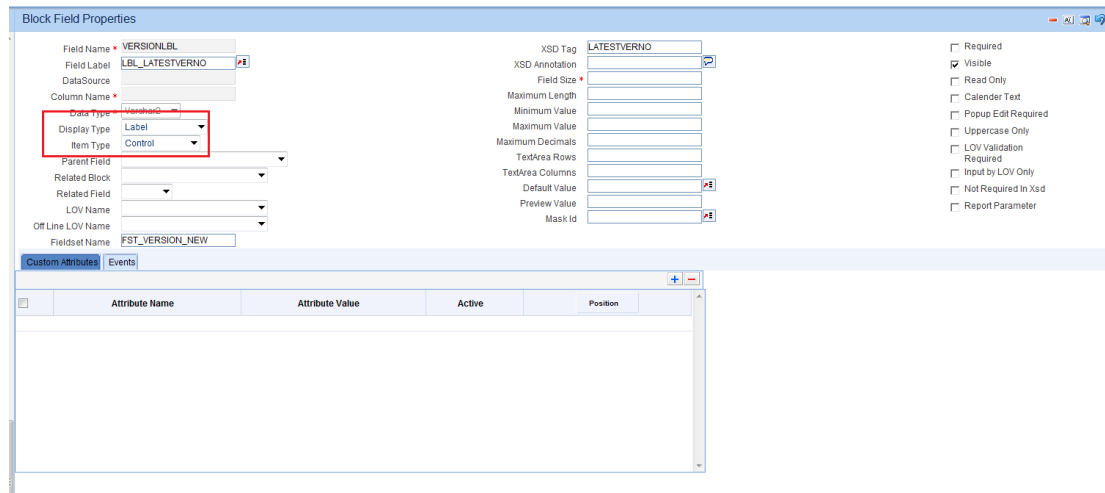 Block Field Properties
Field Name * VERSIONLBL
Field Label LBL_LATESTVERNO
DataSource
Column Name *
Data Type * Varchar2
Display Type Label
Item Type Control
Parent Field
Related Block
Related Field
LOV Name
Off Line LOV Name
Fieldset Name FST_VERSION_NEW
XSD Tag LATESTVERNO
XSD Annotation
Field Size *
Maximum Length
Minimum Value
Maximum Value
Maximum Decimals
TextArea Rows
TextArea Columns
Default Value
Preview Value
Mask Id
Required
Visible
Read Only
Calender Text
Popup Edit Required
Uppercase Only
LOV Validation
Required
Input by LOV Only
Not Required In Xsd
Report Parameter
Custom Attributes Events
Attribute Name Attribute Value Active Position